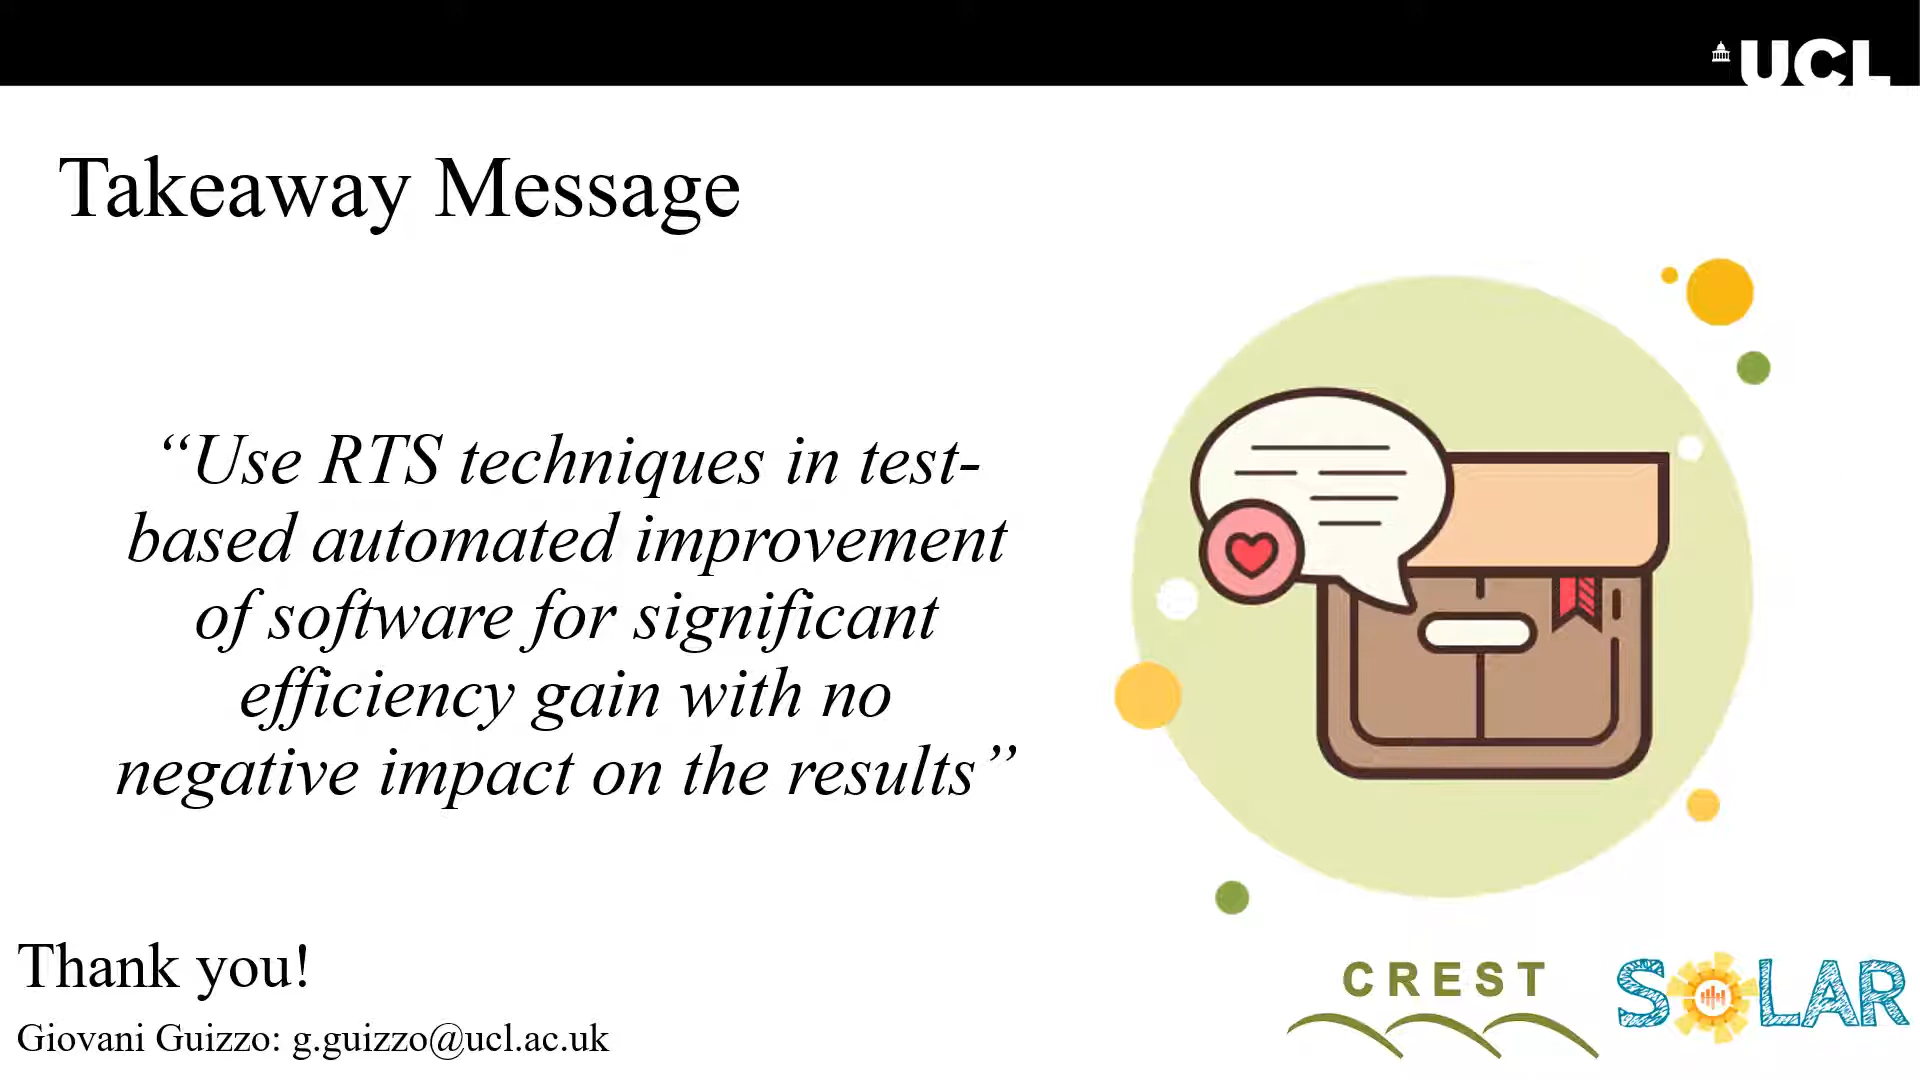 UCL
Takeaway Message
“Use RTS techniques in test-
based automated improvement
of software for significant
efficiency gain with no
negative impact on the results”
Thank you!
Giovani Guizzo: g.guizzo@ucl.ac.uk
CREST
SOLAR